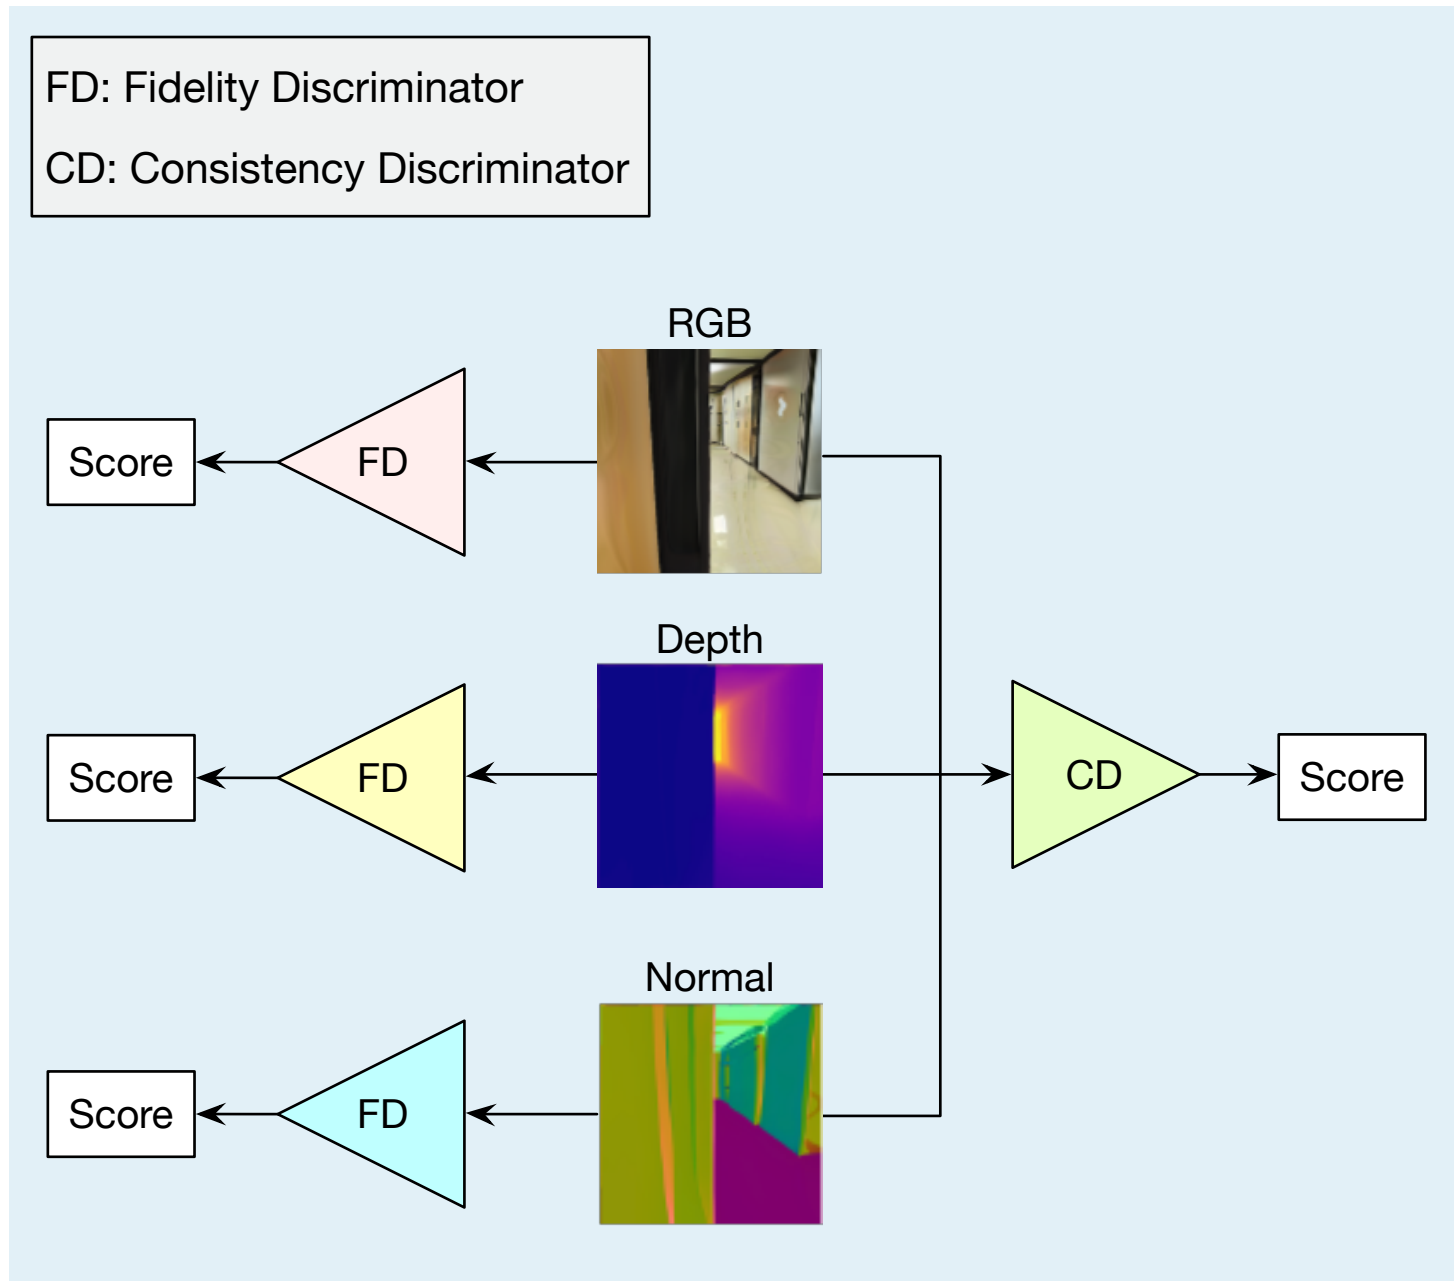 FD: Fidelity Discriminator
CD: Consistency Discriminator
RGB
Score
FD
Depth
Score
FD
CD
Score
Normal
Score
FD